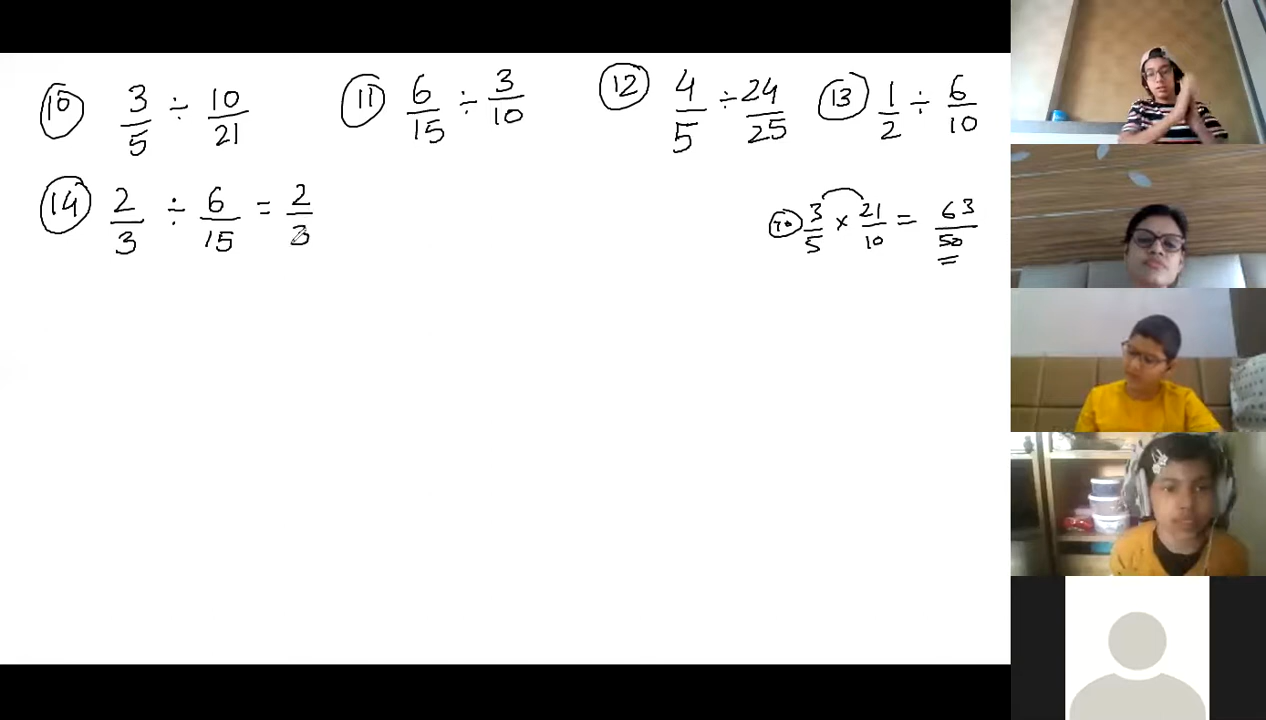 10 3/5 ÷ 10/21 11 6/15 ÷ 3/10 12 4/5 ÷ 24/25 13 1/2 ÷ 6/10
14 2/3 ÷ 6/15 = 2/3
10 3/5 × 21/10 = 63/50